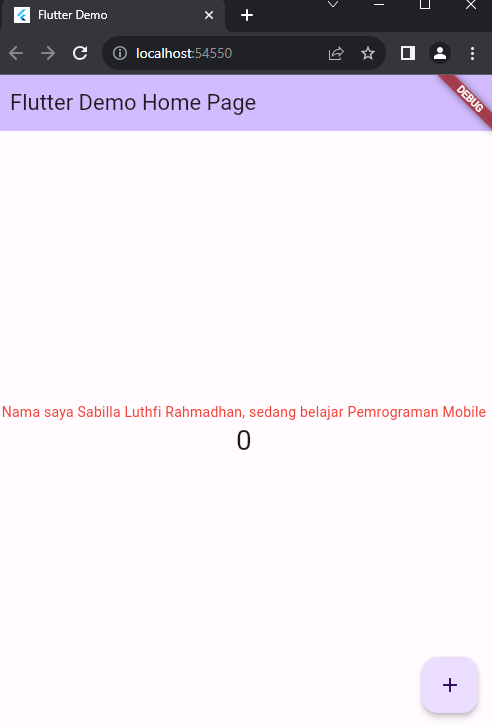 Flutter Demo
localhost:54550
Flutter Demo Home Page
DEBUG
Nama saya Sabilla Luthfi Rahmadhan, sedang belajar Pemrograman Mobile
0